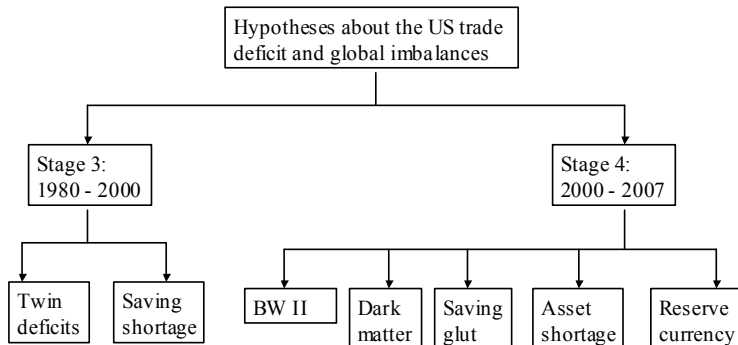 Hypotheses about the US trade
deficit and global imbalances
Stage 3:
1980 - 2000
Stage 4:
2000 - 2007
Twin
deficits
Saving
shortage
BW II
Dark
matter
Saving
glut
Asset
shortage
Reserve
currency